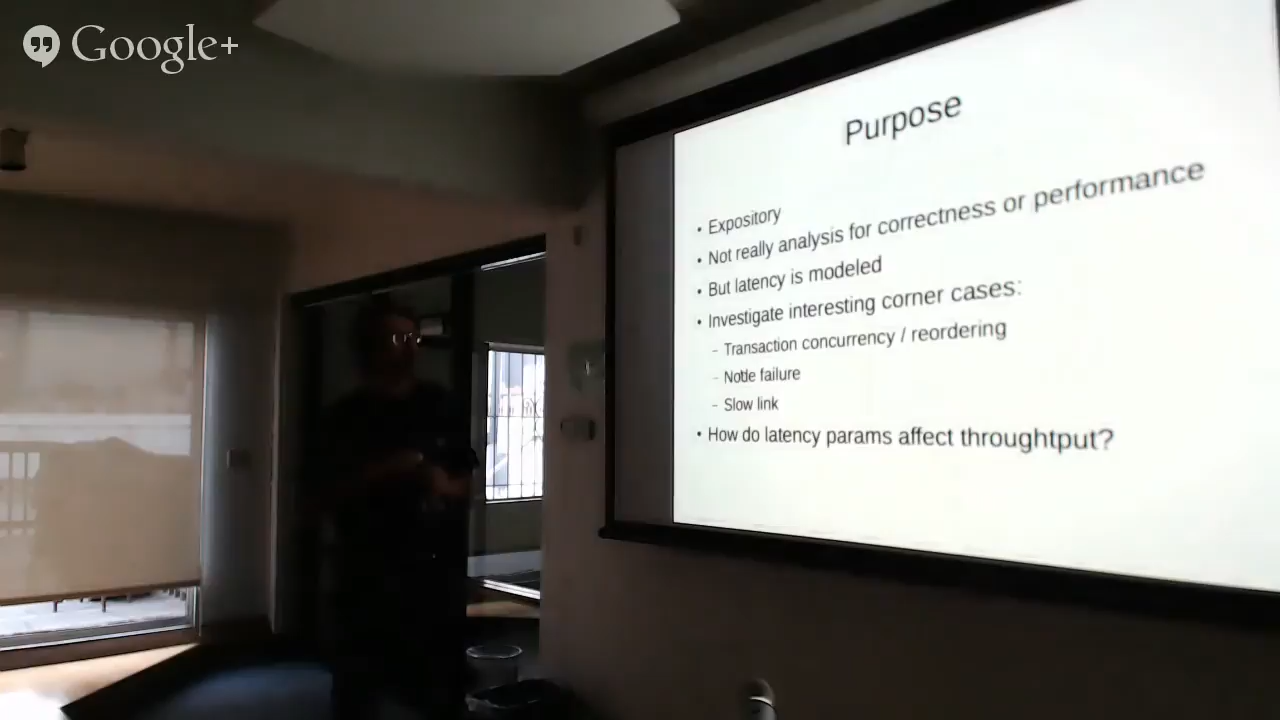 Google+
Purpose
• Expository
• Not really analysis for correctness or performance
• But latency is modeled
• Investigate interesting corner cases:
– Transaction concurrency / reordering
– Node failure
– Slow link
• How do latency params affect throughtput?